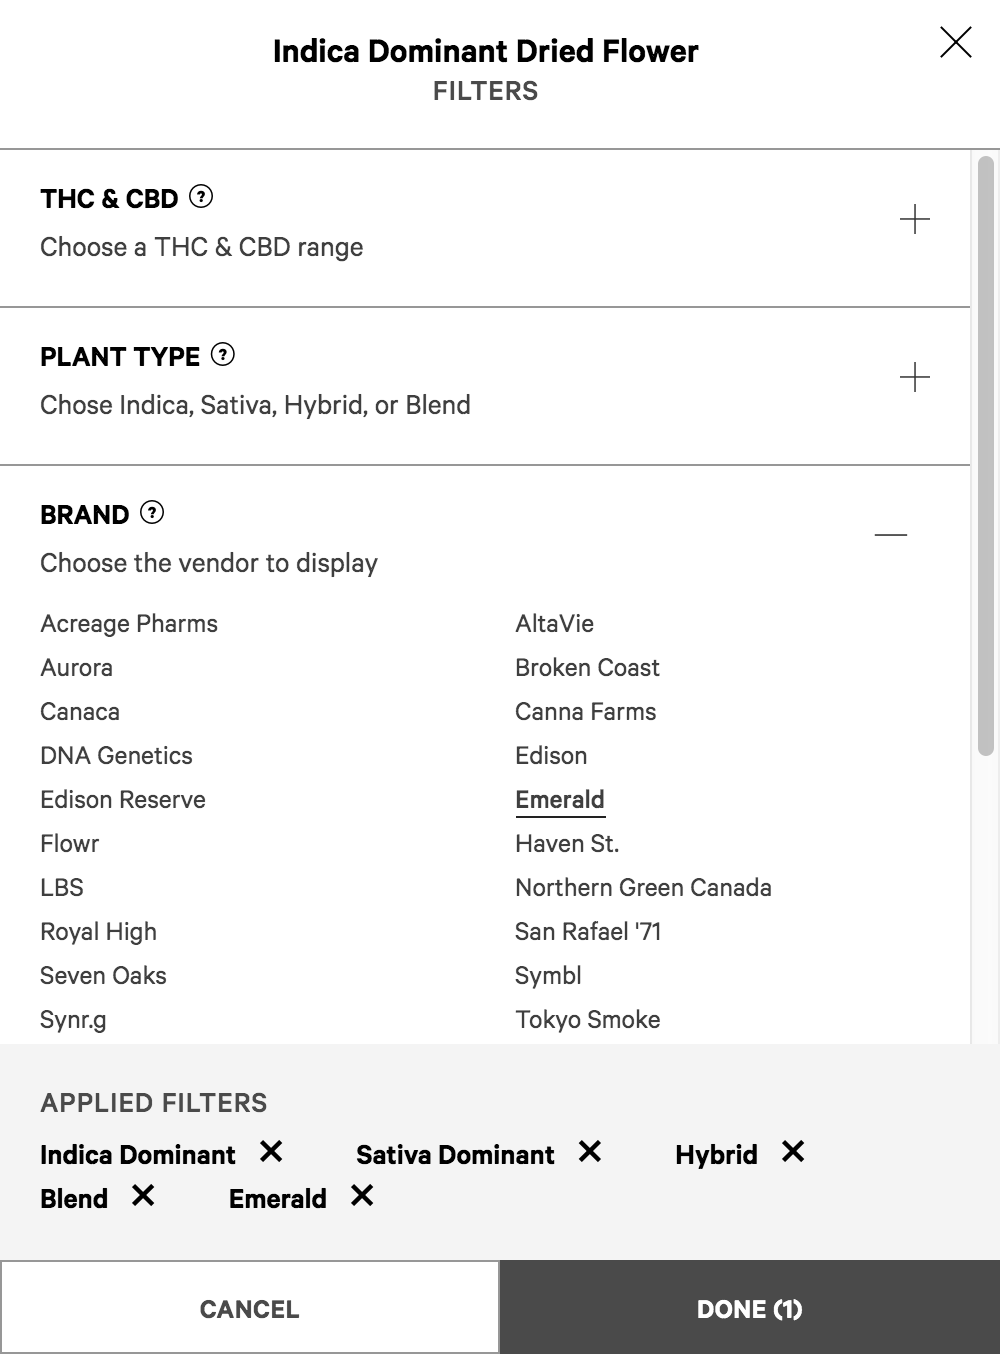 Indica Dominant Dried Flower
FILTERS
THC & CBD ?
Choose a THC & CBD range
PLANT TYPE ?
Chose Indica, Sativa, Hybrid, or Blend
BRAND ?
Choose the vendor to display
Acreage Pharms AltaVie
Aurora Broken Coast
Canaca Canna Farms
DNA Genetics Edison
Edison Reserve Emerald
Flowr Haven St.
LBS Northern Green Canada
Royal High San Rafael '71
Seven Oaks Symbl
Synr.g Tokyo Smoke
APPLIED FILTERS
Indica Dominant ✕ Sativa Dominant ✕ Hybrid ✕
Blend ✕ Emerald ✕
CANCEL DONE (1)